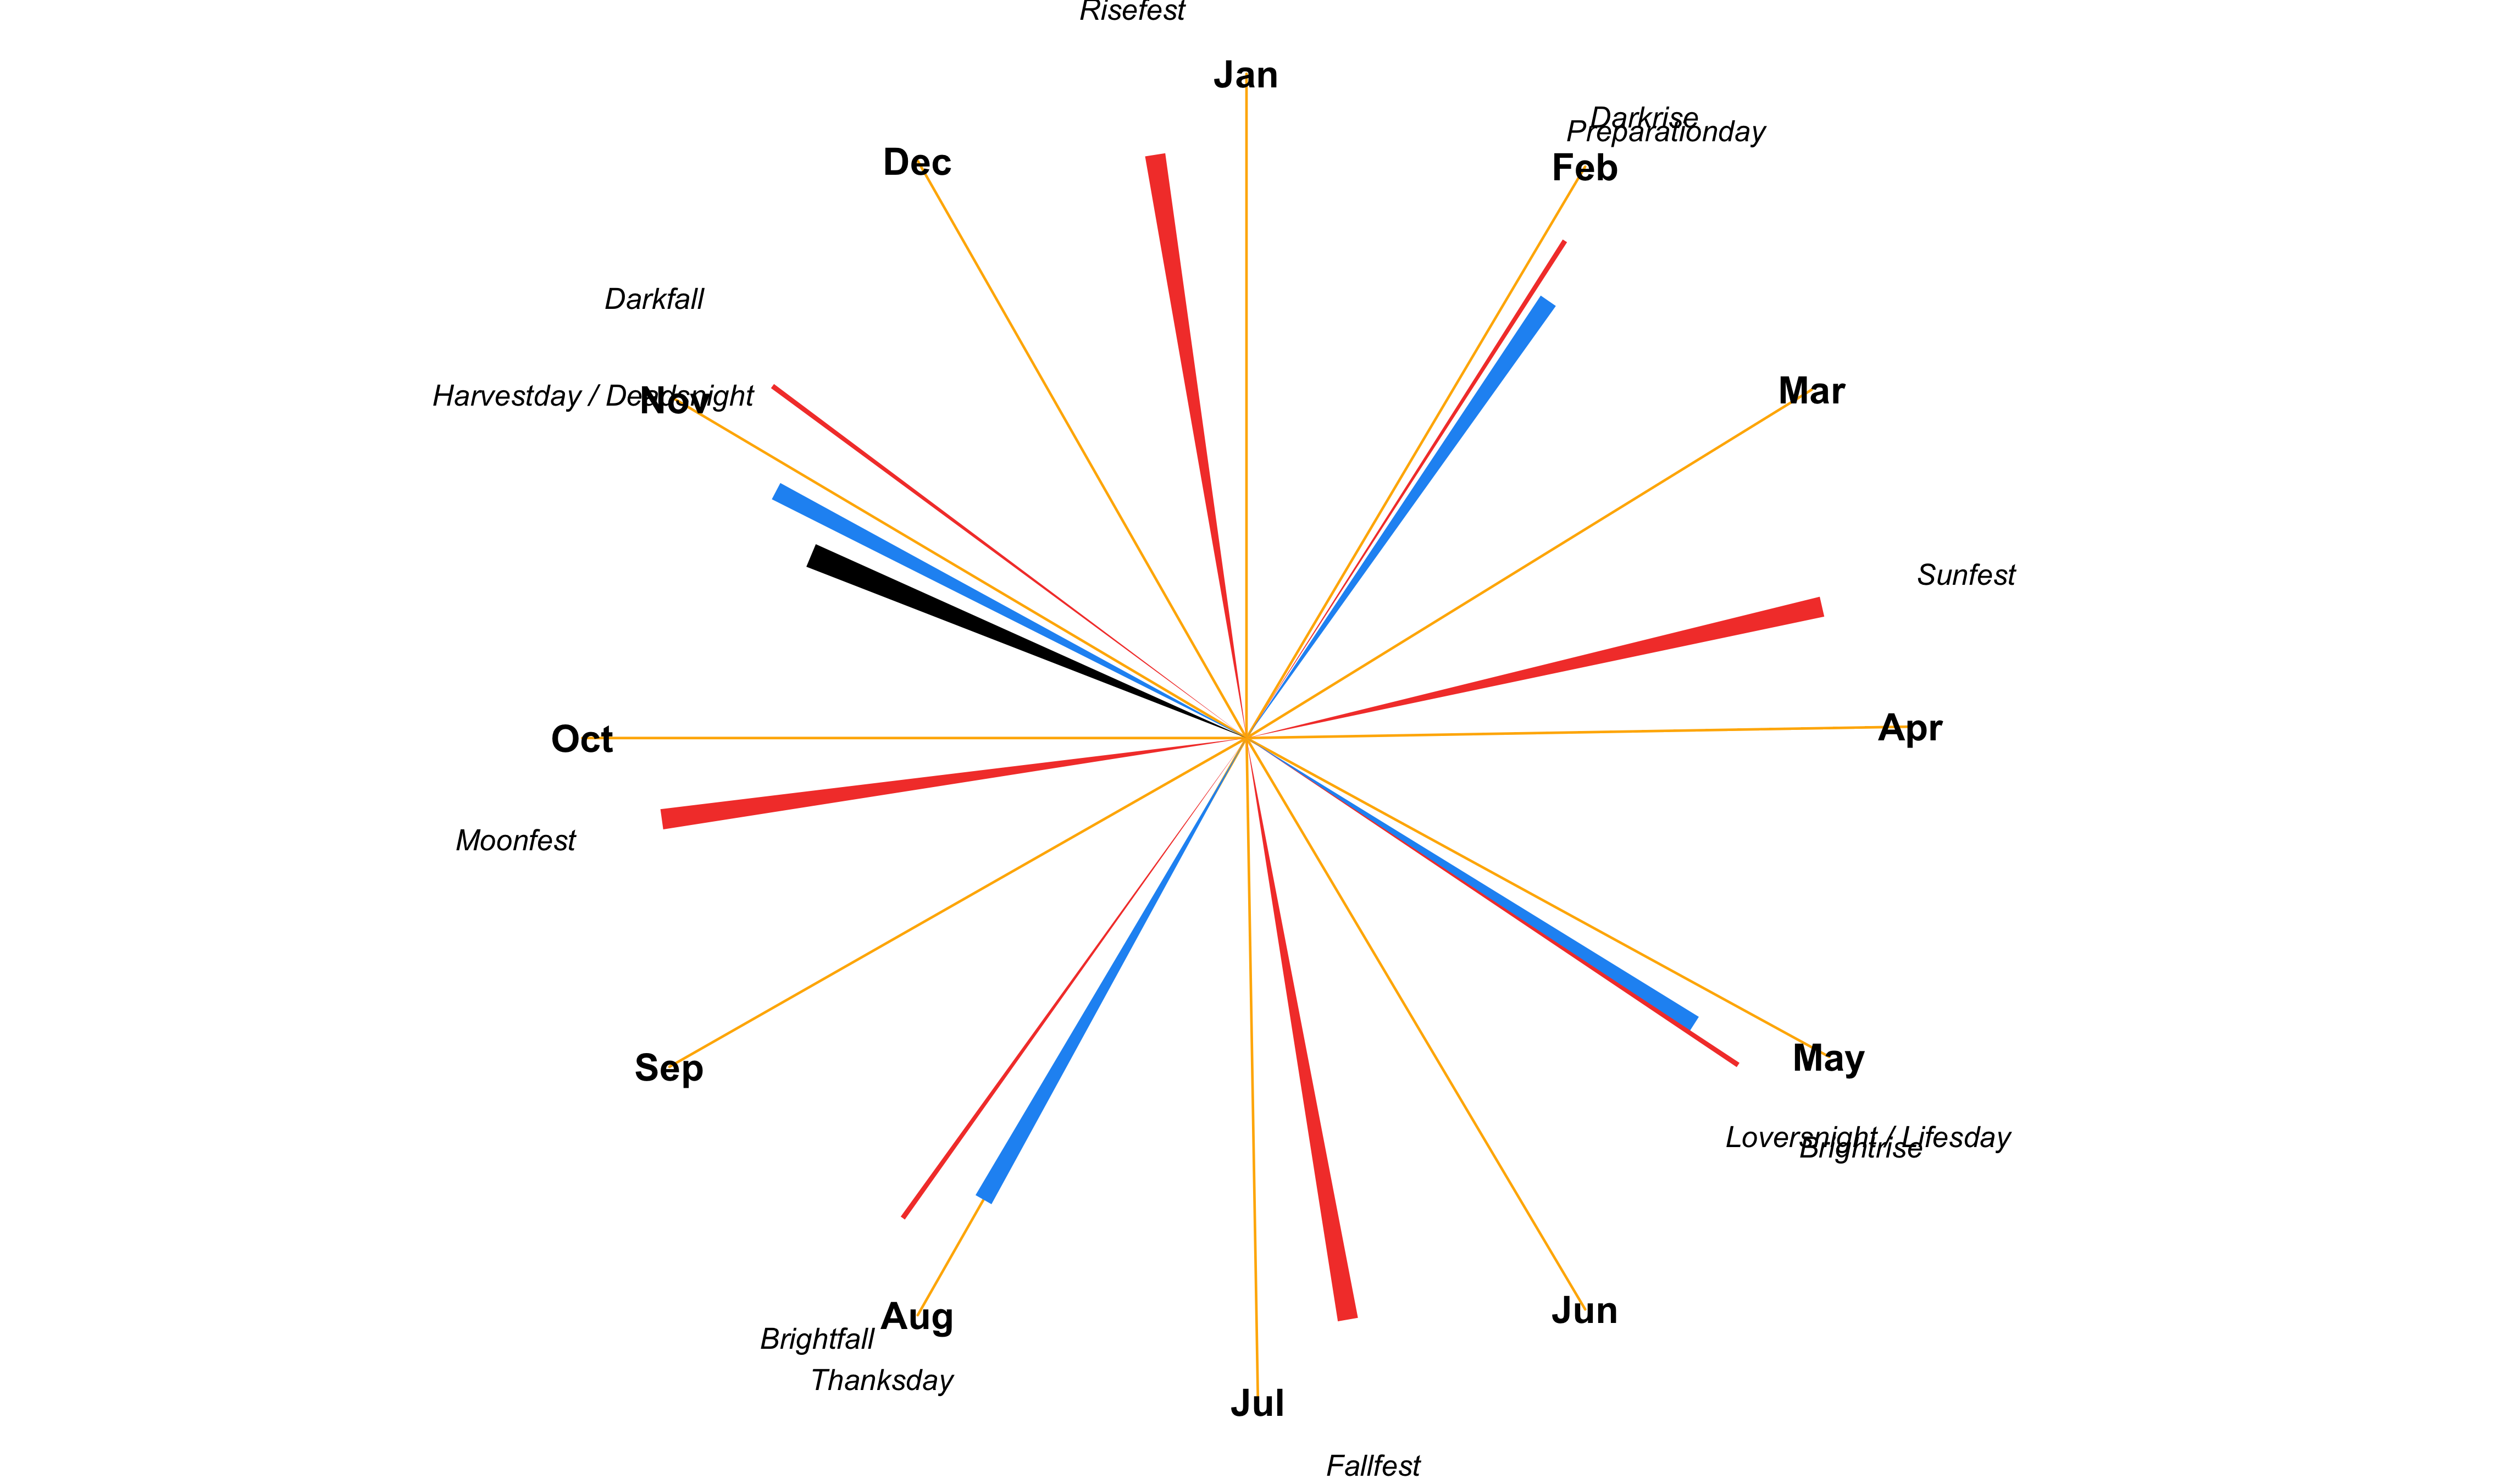 Risefest
Jan
Darkrise
Preparationday
Dec
Feb
Darkfall
Mar
Harvestday / Deadsnight
Nov
Sunfest
Apr
Oct
Moonfest
May
Sep
Loversnight / Lifesday
Brightrise
Jun
Aug
Brightfall
Thanksday
Jul
Fallfest